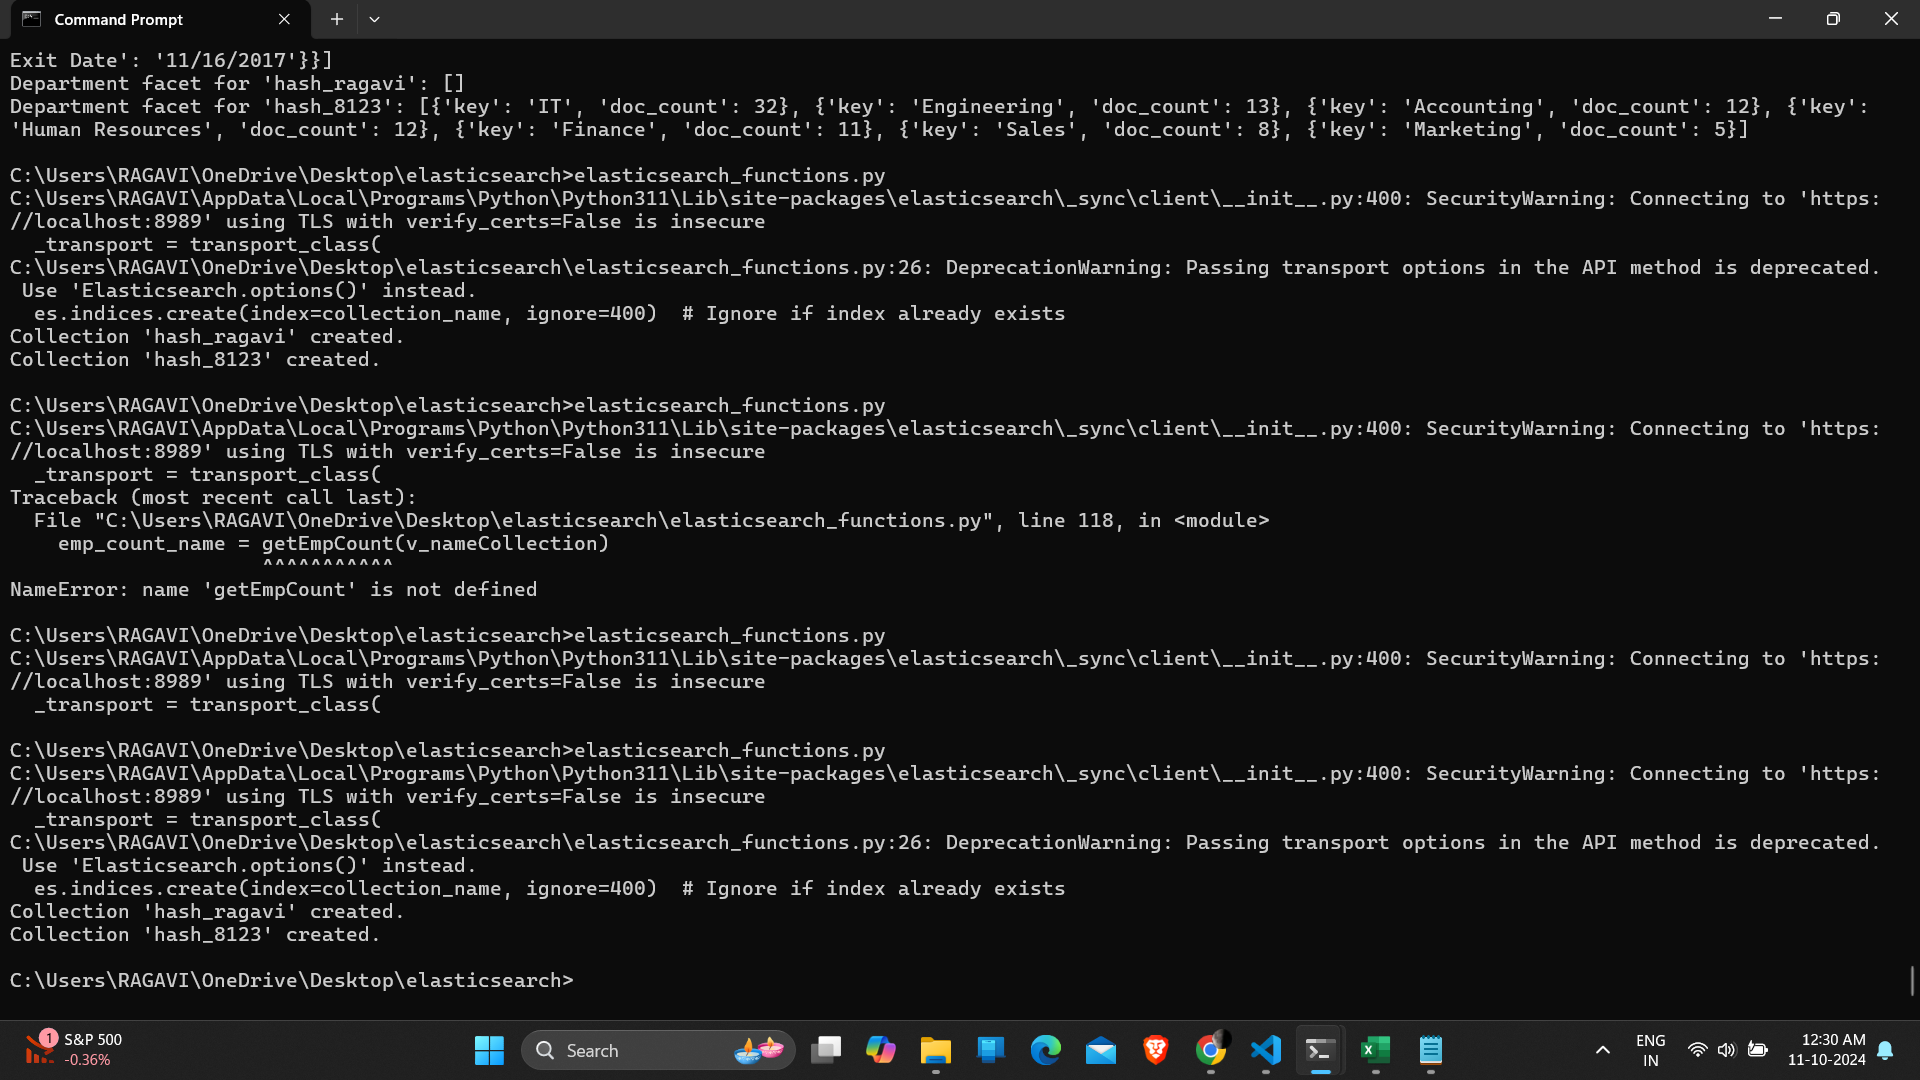 Command Prompt
Exit Date': '11/16/2017'}}]
Department facet for 'hash_ragavi': []
Department facet for 'hash_8123': [{'key': 'IT', 'doc_count': 32}, {'key': 'Engineering', 'doc_count': 13}, {'key': 'Accounting', 'doc_count': 12}, {'key':
'Human Resources', 'doc_count': 12}, {'key': 'Finance', 'doc_count': 11}, {'key': 'Sales', 'doc_count': 8}, {'key': 'Marketing', 'doc_count': 5}]

C:\Users\RAGAVI\OneDrive\Desktop\elasticsearch>elasticsearch_functions.py
C:\Users\RAGAVI\AppData\Local\Programs\Python\Python311\Lib\site-packages\elasticsearch\_sync\client\__init__.py:400: SecurityWarning: Connecting to 'https:
//localhost:8989' using TLS with verify_certs=False is insecure
  _transport = transport_class(
C:\Users\RAGAVI\OneDrive\Desktop\elasticsearch\elasticsearch_functions.py:26: DeprecationWarning: Passing transport options in the API method is deprecated.
 Use 'Elasticsearch.options()' instead.
  es.indices.create(index=collection_name, ignore=400)  # Ignore if index already exists
Collection 'hash_ragavi' created.
Collection 'hash_8123' created.

C:\Users\RAGAVI\OneDrive\Desktop\elasticsearch>elasticsearch_functions.py
C:\Users\RAGAVI\AppData\Local\Programs\Python\Python311\Lib\site-packages\elasticsearch\_sync\client\__init__.py:400: SecurityWarning: Connecting to 'https:
//localhost:8989' using TLS with verify_certs=False is insecure
  _transport = transport_class(
Traceback (most recent call last):
  File "C:\Users\RAGAVI\OneDrive\Desktop\elasticsearch\elasticsearch_functions.py", line 118, in <module>
    emp_count_name = getEmpCount(v_nameCollection)
                     ^^^^^^^^^^^
NameError: name 'getEmpCount' is not defined

C:\Users\RAGAVI\OneDrive\Desktop\elasticsearch>elasticsearch_functions.py
C:\Users\RAGAVI\AppData\Local\Programs\Python\Python311\Lib\site-packages\elasticsearch\_sync\client\__init__.py:400: SecurityWarning: Connecting to 'https:
//localhost:8989' using TLS with verify_certs=False is insecure
  _transport = transport_class(

C:\Users\RAGAVI\OneDrive\Desktop\elasticsearch>elasticsearch_functions.py
C:\Users\RAGAVI\AppData\Local\Programs\Python\Python311\Lib\site-packages\elasticsearch\_sync\client\__init__.py:400: SecurityWarning: Connecting to 'https:
//localhost:8989' using TLS with verify_certs=False is insecure
  _transport = transport_class(
C:\Users\RAGAVI\OneDrive\Desktop\elasticsearch\elasticsearch_functions.py:26: DeprecationWarning: Passing transport options in the API method is deprecated.
 Use 'Elasticsearch.options()' instead.
  es.indices.create(index=collection_name, ignore=400)  # Ignore if index already exists
Collection 'hash_ragavi' created.
Collection 'hash_8123' created.

C:\Users\RAGAVI\OneDrive\Desktop\elasticsearch>
1
S&P 500
-0.36%
Search
ENG
IN
12:30 AM
11-10-2024